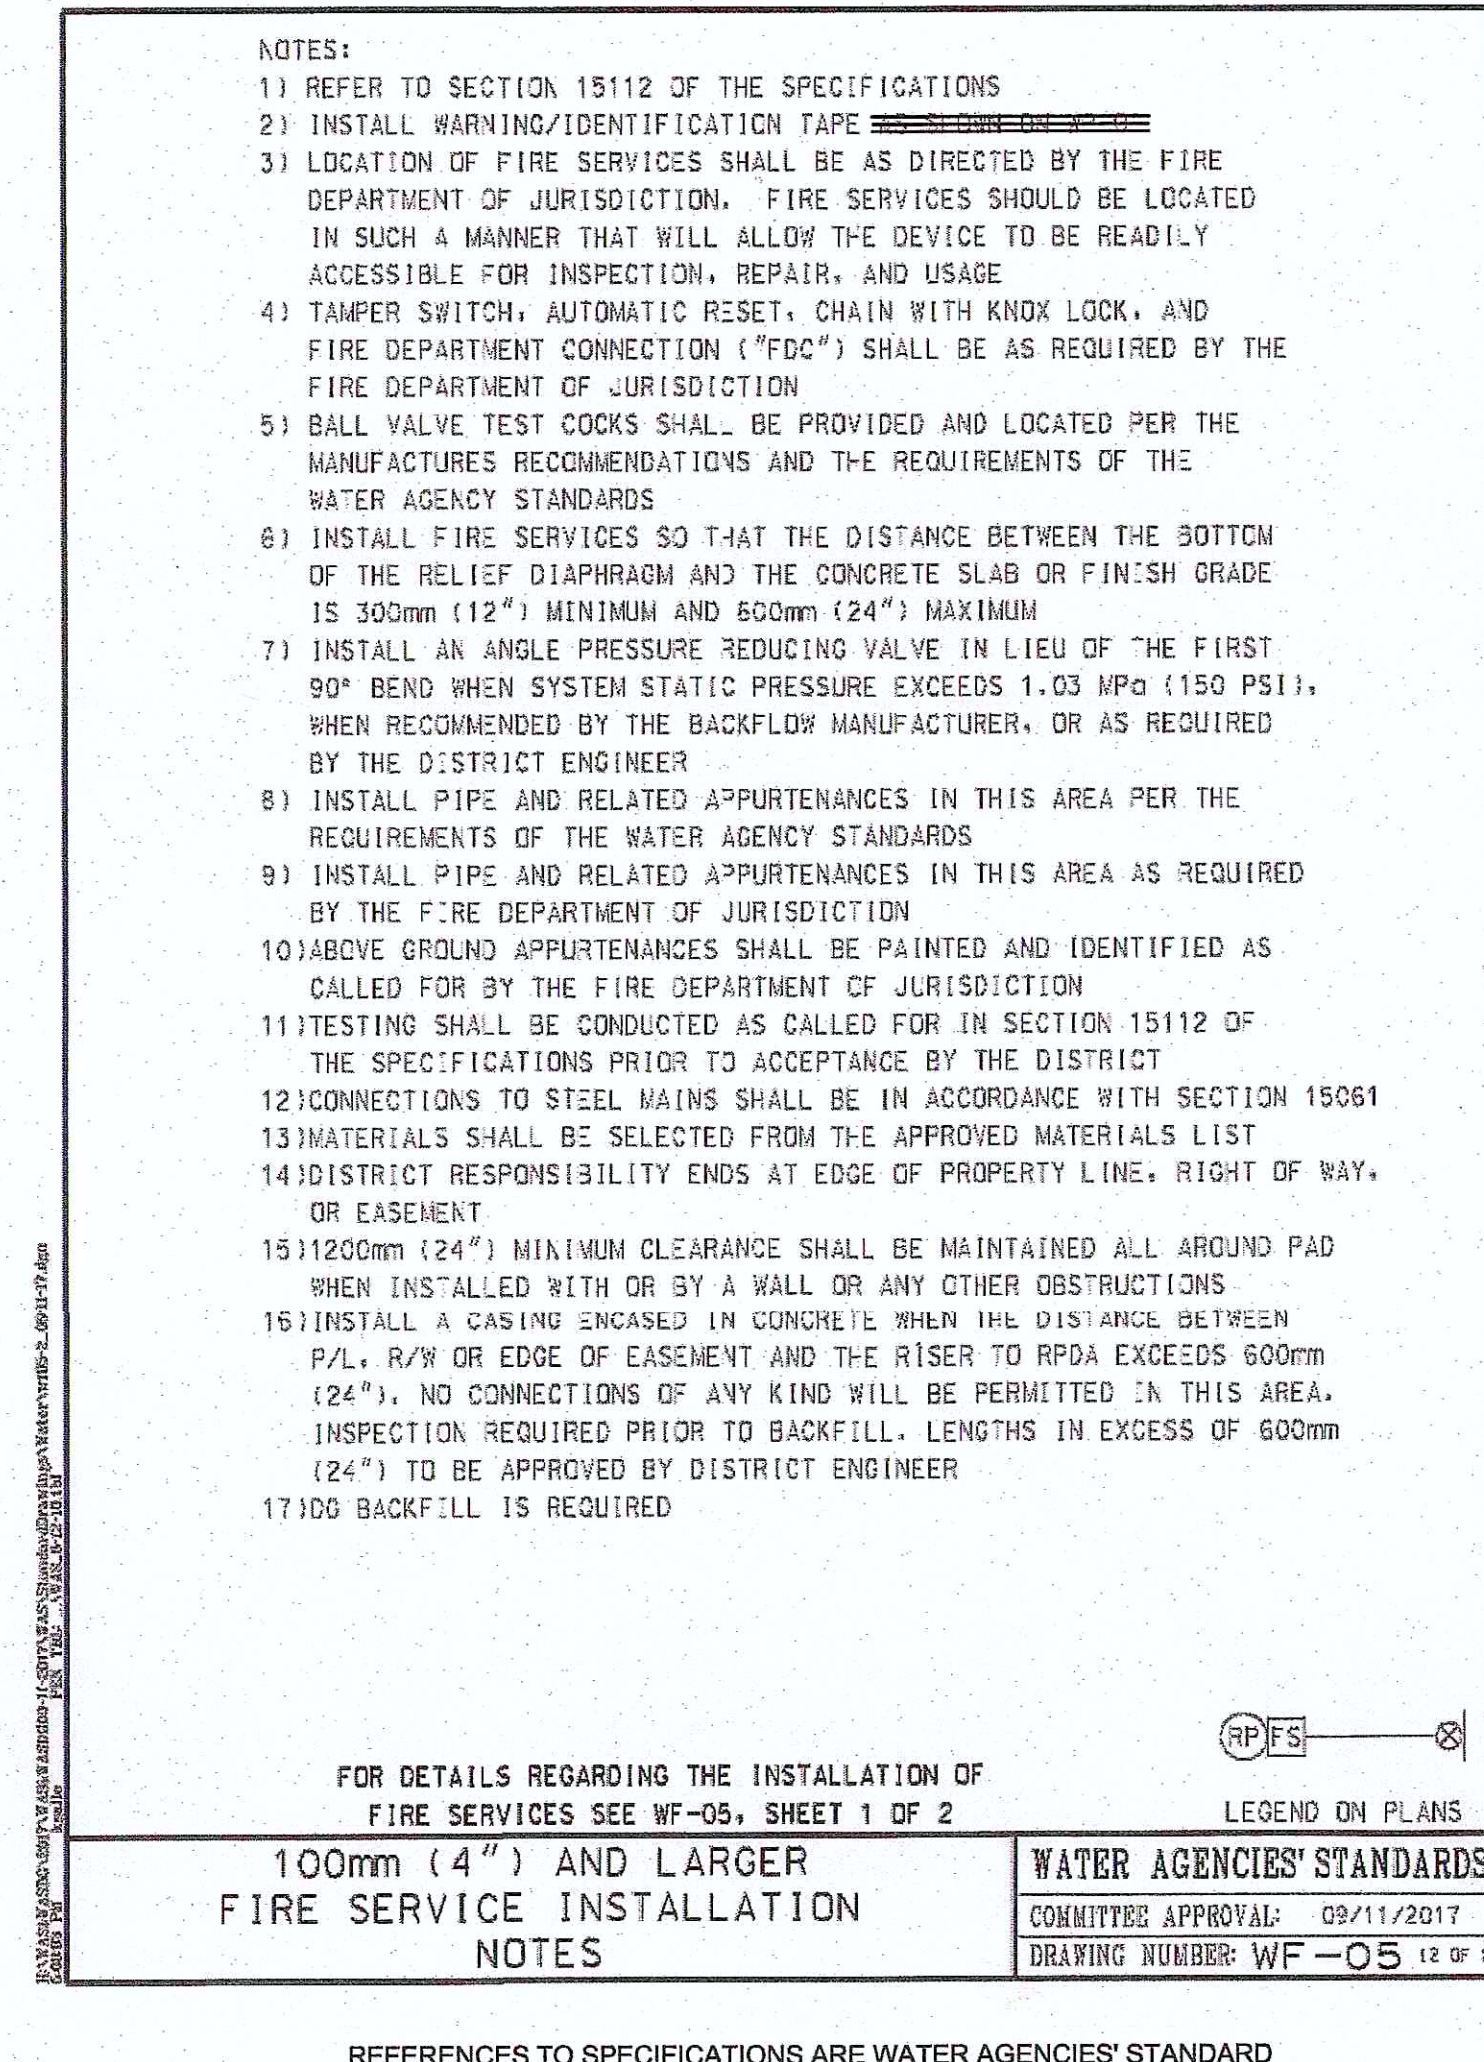 NOTES:
1) REFER TO SECTION 15112 OF THE SPECIFICATIONS
2) INSTALL WARNING/IDENTIFICATION TAPE
3) LOCATION OF FIRE SERVICES SHALL BE AS DIRECTED BY THE FIRE
DEPARTMENT OF JURISDICTION. FIRE SERVICES SHOULD BE LOCATED
IN SUCH A MANNER THAT WILL ALLOW THE DEVICE TO BE READILY
ACCESSIBLE FOR INSPECTION, REPAIR, AND USAGE
4) TAMPER SWITCH, AUTOMATIC RESET, CHAIN WITH KNOX LOCK, AND
FIRE DEPARTMENT CONNECTION ("FDC") SHALL BE AS REQUIRED BY THE
FIRE DEPARTMENT OF JURISDICTION
5) BALL VALVE TEST COCKS SHALL BE PROVIDED AND LOCATED PER THE
MANUFACTURES RECOMMENDATIONS AND THE REQUIREMENTS OF THE
WATER AGENCY STANDARDS
6) INSTALL FIRE SERVICES SO THAT THE DISTANCE BETWEEN THE BOTTOM
OF THE RELIEF DIAPHRAGM AND THE CONCRETE SLAB OR FINISH GRADE
IS 300mm (12") MINIMUM AND 600mm (24") MAXIMUM
7) INSTALL AN ANGLE PRESSURE REDUCING VALVE IN LIEU OF THE FIRST
90° BEND WHEN SYSTEM STATIC PRESSURE EXCEEDS 1.03 MPa (150 PSI),
WHEN RECOMMENDED BY THE BACKFLOW MANUFACTURER, OR AS REQUIRED
BY THE DISTRICT ENGINEER
8) INSTALL PIPE AND RELATED APPURTENANCES IN THIS AREA PER THE
REQUIREMENTS OF THE WATER AGENCY STANDARDS
9) INSTALL PIPE AND RELATED APPURTENANCES IN THIS AREA AS REQUIRED
BY THE FIRE DEPARTMENT OF JURISDICTION
10)ABOVE GROUND APPURTENANCES SHALL BE PAINTED AND IDENTIFIED AS
CALLED FOR BY THE FIRE DEPARTMENT OF JURISDICTION
11)TESTING SHALL BE CONDUCTED AS CALLED FOR IN SECTION 15112 OF
THE SPECIFICATIONS PRIOR TO ACCEPTANCE BY THE DISTRICT
12)CONNECTIONS TO STEEL MAINS SHALL BE IN ACCORDANCE WITH SECTION 15061
13)MATERIALS SHALL BE SELECTED FROM THE APPROVED MATERIALS LIST
14)DISTRICT RESPONSIBILITY ENDS AT EDGE OF PROPERTY LINE, RIGHT OF WAY,
OR EASEMENT
15)1200mm (24") MINIMUM CLEARANCE SHALL BE MAINTAINED ALL AROUND PAD
WHEN INSTALLED WITH OR BY A WALL OR ANY OTHER OBSTRUCTIONS
16)INSTALL A CASING ENCASED IN CONCRETE WHEN THE DISTANCE BETWEEN
P/L, R/W OR EDGE OF EASEMENT AND THE RISER TO RPDA EXCEEDS 600mm
(24"). NO CONNECTIONS OF ANY KIND WILL BE PERMITTED IN THIS AREA.
INSPECTION REQUIRED PRIOR TO BACKFILL. LENGTHS IN EXCESS OF 600mm
(24") TO BE APPROVED BY DISTRICT ENGINEER
17)DG BACKFILL IS REQUIRED
RP FS
FOR DETAILS REGARDING THE INSTALLATION OF
FIRE SERVICES SEE WF-05, SHEET 1 OF 2
LEGEND ON PLANS
100mm (4") AND LARGER
FIRE SERVICE INSTALLATION
NOTES
WATER AGENCIES' STANDARDS
COMMITTEE APPROVAL: 09/11/2017
DRAWING NUMBER: WF-05 (2 OF
REFERENCES TO SPECIFICATIONS ARE WATER AGENCIES' STANDARD